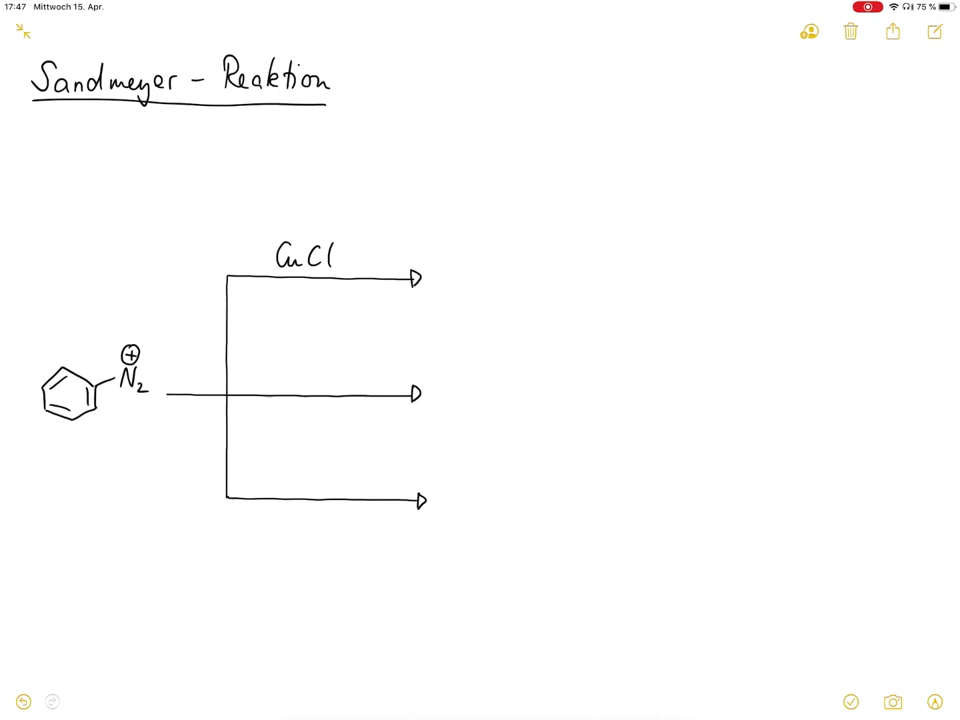 17:47 Mittwoch 15. Apr.
75 %
Sandmeyer - Reaktion
CuCl
⊕
N₂